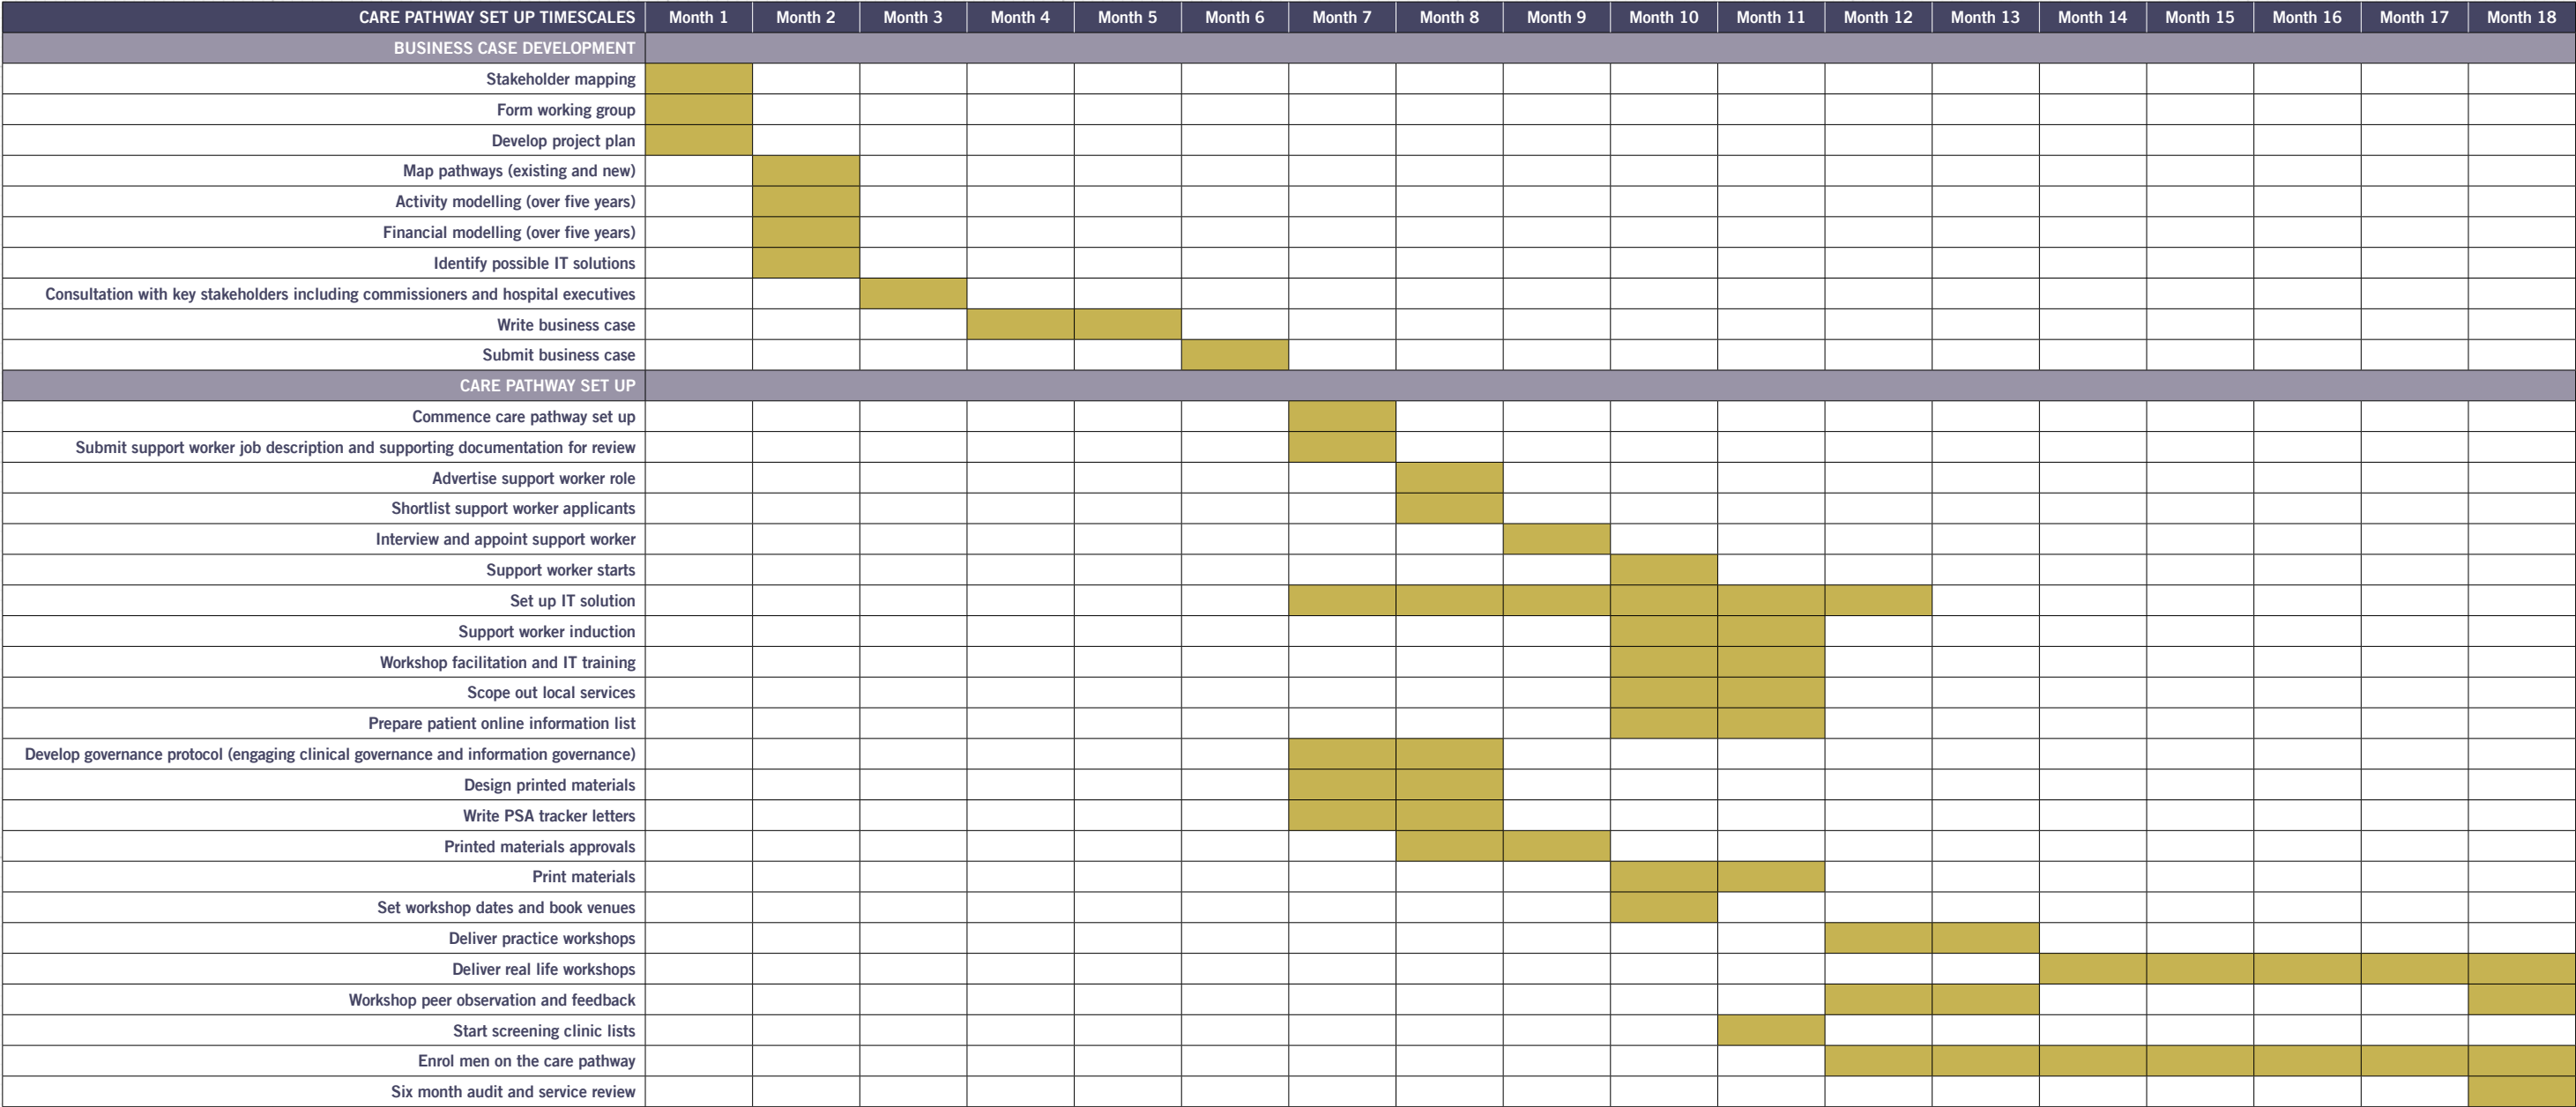 CARE PATHWAY SET UP TIMESCALES Month 1 Month 2 Month 3 Month 4 Month 5 Month 6 Month 7 Month 8 Month 9 Month 10 Month 11 Month 12 Month 13 Month 14 Month 15 Month 16 Month 17 Month 18
BUSINESS CASE DEVELOPMENT
Stakeholder mapping
Form working group
Develop project plan
Map pathways (existing and new)
Activity modelling (over five years)
Financial modelling (over five years)
Identify possible IT solutions
Consultation with key stakeholders including commissioners and hospital executives
Write business case
Submit business case
CARE PATHWAY SET UP
Commence care pathway set up
Submit support worker job description and supporting documentation for review
Advertise support worker role
Shortlist support worker applicants
Interview and appoint support worker
Support worker starts
Set up IT solution
Support worker induction
Workshop facilitation and IT training
Scope out local services
Prepare patient online information list
Develop governance protocol (engaging clinical governance and information governance)
Design printed materials
Write PSA tracker letters
Printed materials approvals
Print materials
Set workshop dates and book venues
Deliver practice workshops
Deliver real life workshops
Workshop peer observation and feedback
Start screening clinic lists
Enrol men on the care pathway
Six month audit and service review